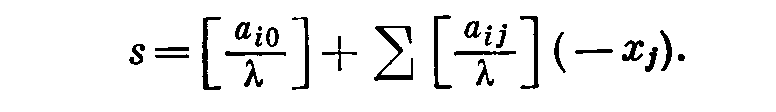 s = [a_{i0}/λ] + ∑ [a_{ij}/λ] (− x_j).